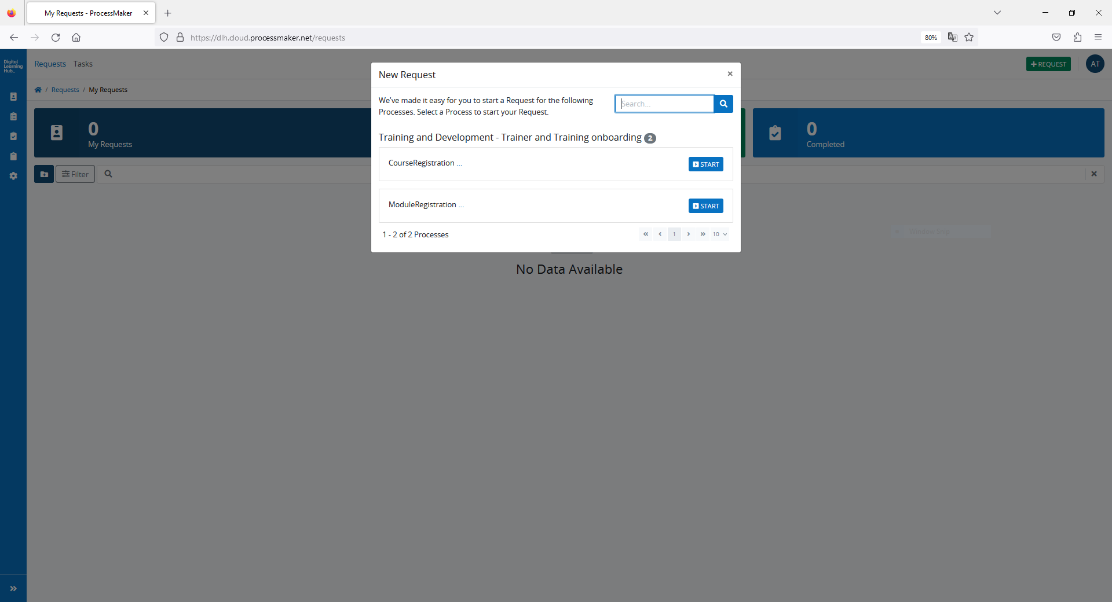 My Requests - ProcessMaker
https://dlh.cloud.processmaker.net/requests
80%
Digital
Learning
Hub
Requests Tasks
+ REQUEST
AT
Requests / My Requests
0
My Requests
0
Completed
Filter
New Request
×
We've made it easy for you to start a Request for the following
Processes. Select a Process to start your Request.
Search...
Training and Development - Trainer and Training onboarding 2
CourseRegistration ...
START
ModuleRegistration ...
START
1 - 2 of 2 Processes
« ‹ 1 › » 10
No Data Available